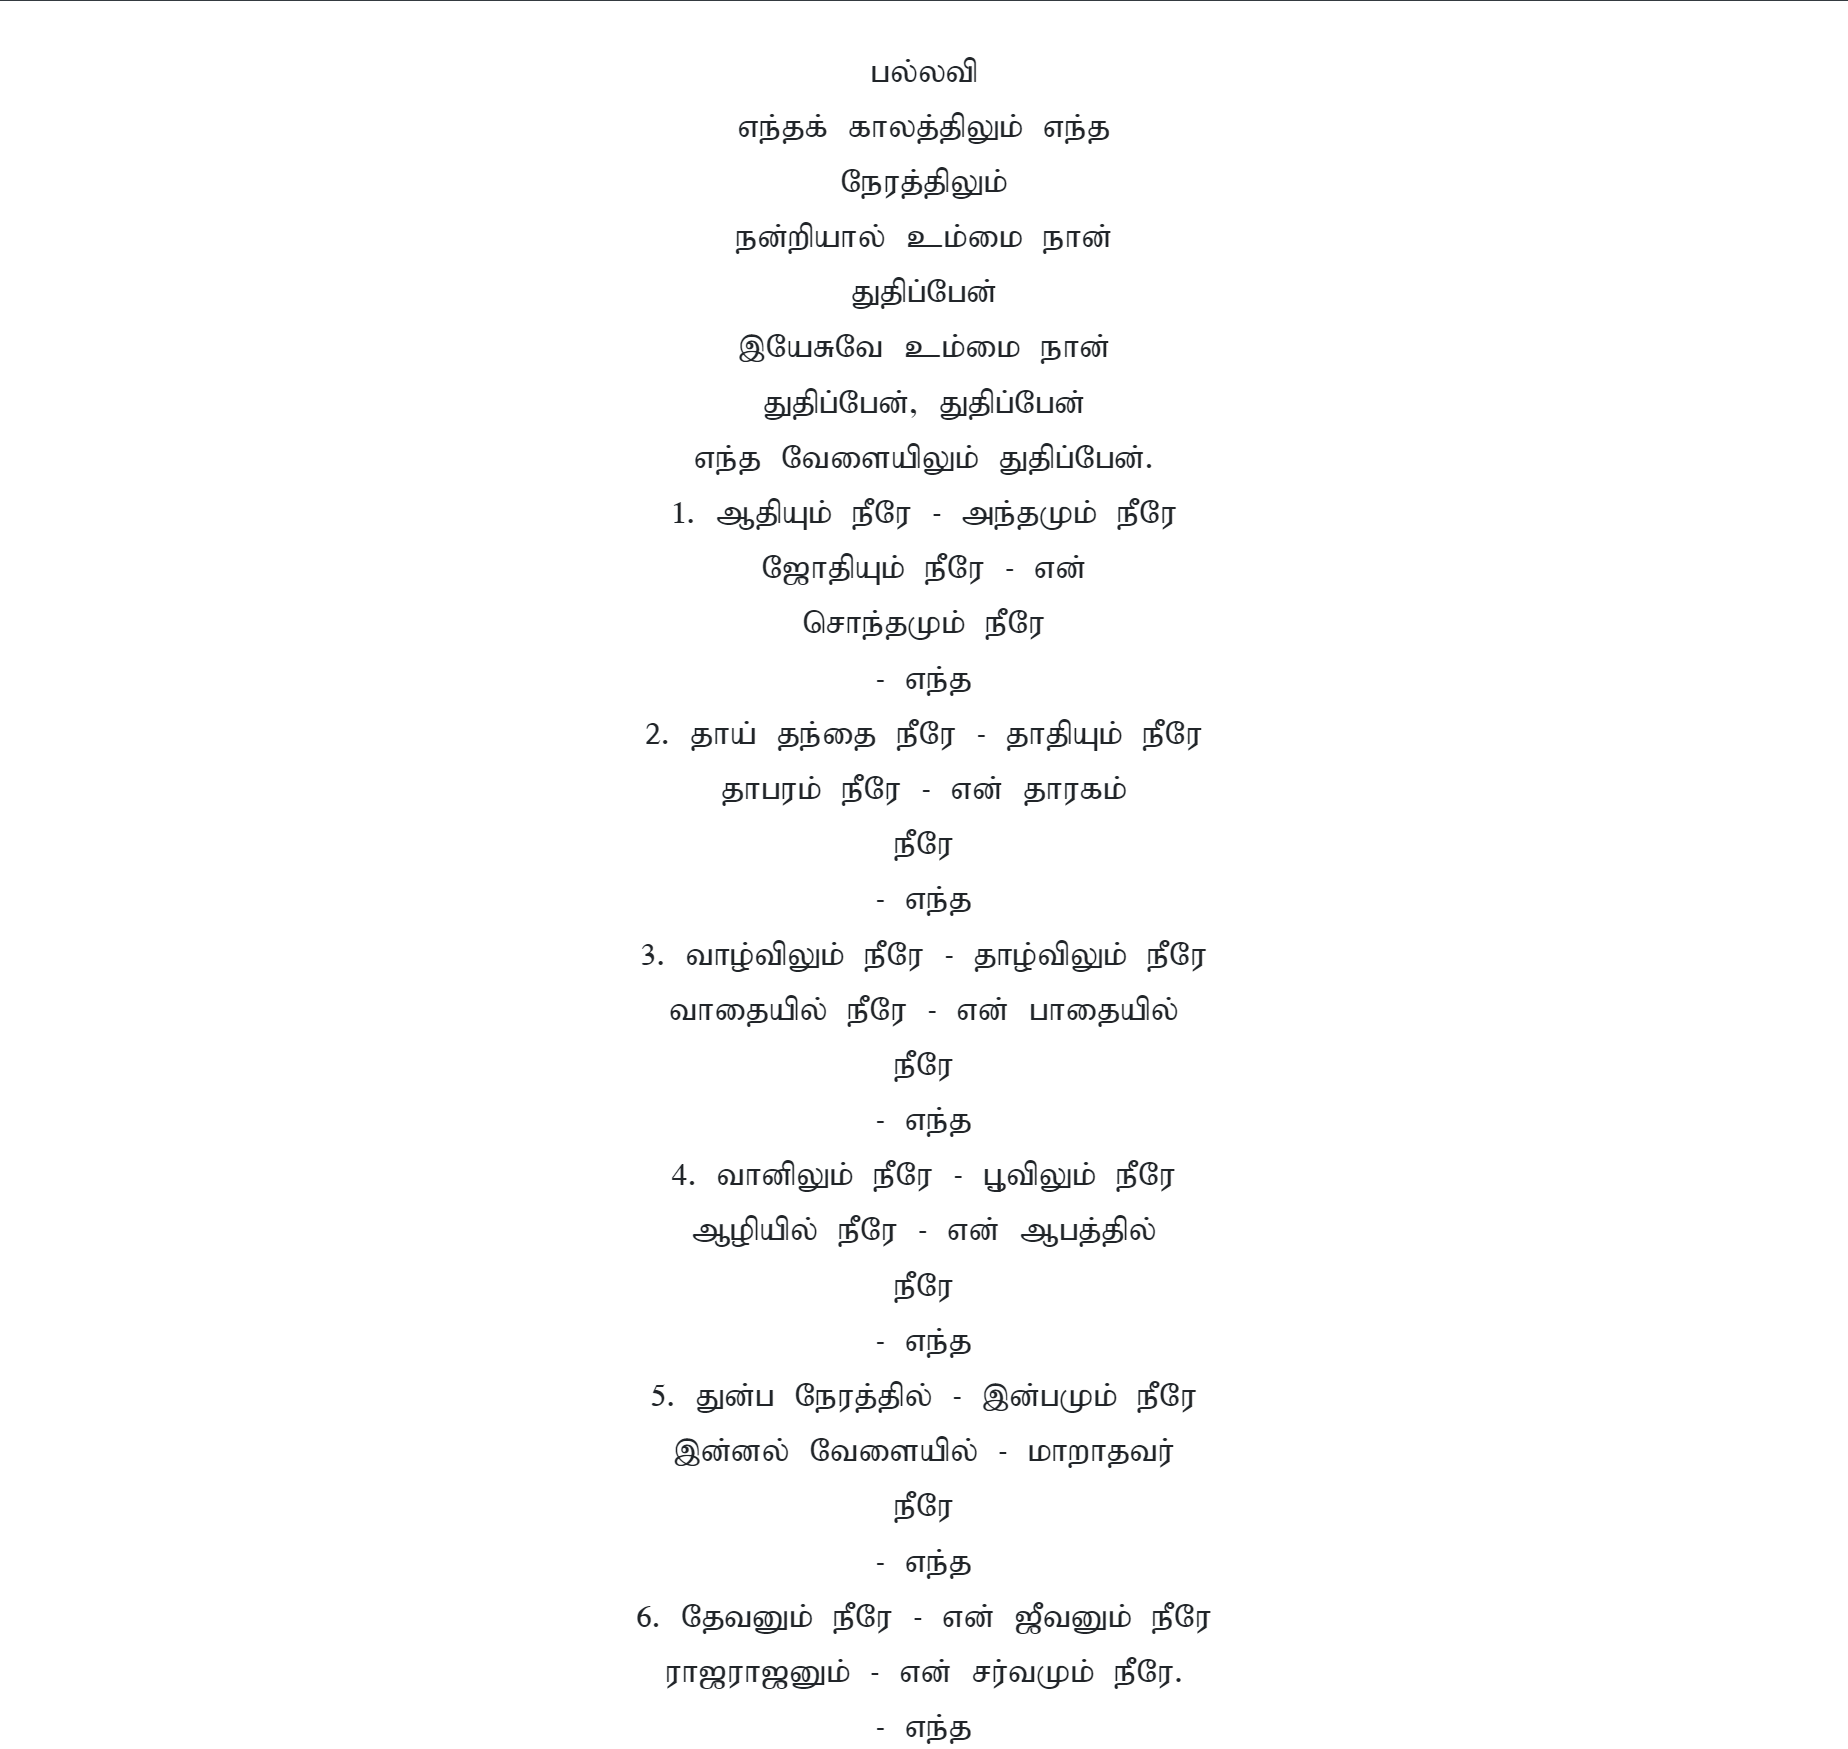 பல்லவி
எந்தக் காலத்திலும் எந்த
நேரத்திலும்
நன்றியால் உம்மை நான்
துதிப்பேன்
இயேசுவே உம்மை நான்
துதிப்பேன், துதிப்பேன்
எந்த வேளையிலும் துதிப்பேன்.
1. ஆதியும் நீரே - அந்தமும் நீரே
ஜோதியும் நீரே - என்
சொந்தமும் நீரே
- எந்த
2. தாய் தந்தை நீரே - தாதியும் நீரே
தாபரம் நீரே - என் தாரகம்
நீரே
- எந்த
3. வாழ்விலும் நீரே - தாழ்விலும் நீரே
வாதையில் நீரே - என் பாதையில்
நீரே
- எந்த
4. வானிலும் நீரே - பூவிலும் நீரே
ஆழியில் நீரே - என் ஆபத்தில்
நீரே
- எந்த
5. துன்ப நேரத்தில் - இன்பமும் நீரே
இன்னல் வேளையில் - மாறாதவர்
நீரே
- எந்த
6. தேவனும் நீரே - என் ஜீவனும் நீரே
ராஜராஜனும் - என் சர்வமும் நீரே.
- எந்த